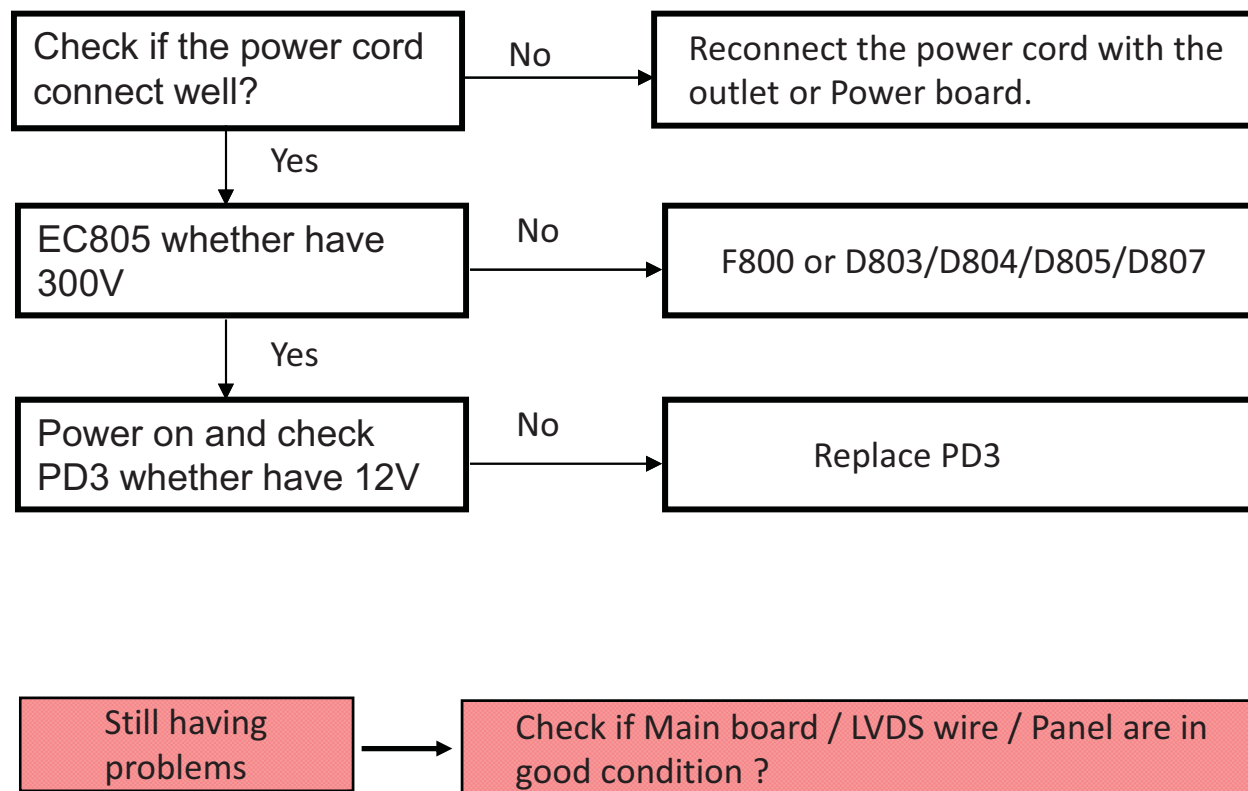 Check if the power cord
connect well?
No
Reconnect the power cord with the
outlet or Power board.
Yes
EC805 whether have
300V
No
F800 or D803/D804/D805/D807
Yes
Power on and check
PD3 whether have 12V
No
Replace PD3
Still having
problems
Check if Main board / LVDS wire / Panel are in
good condition ?